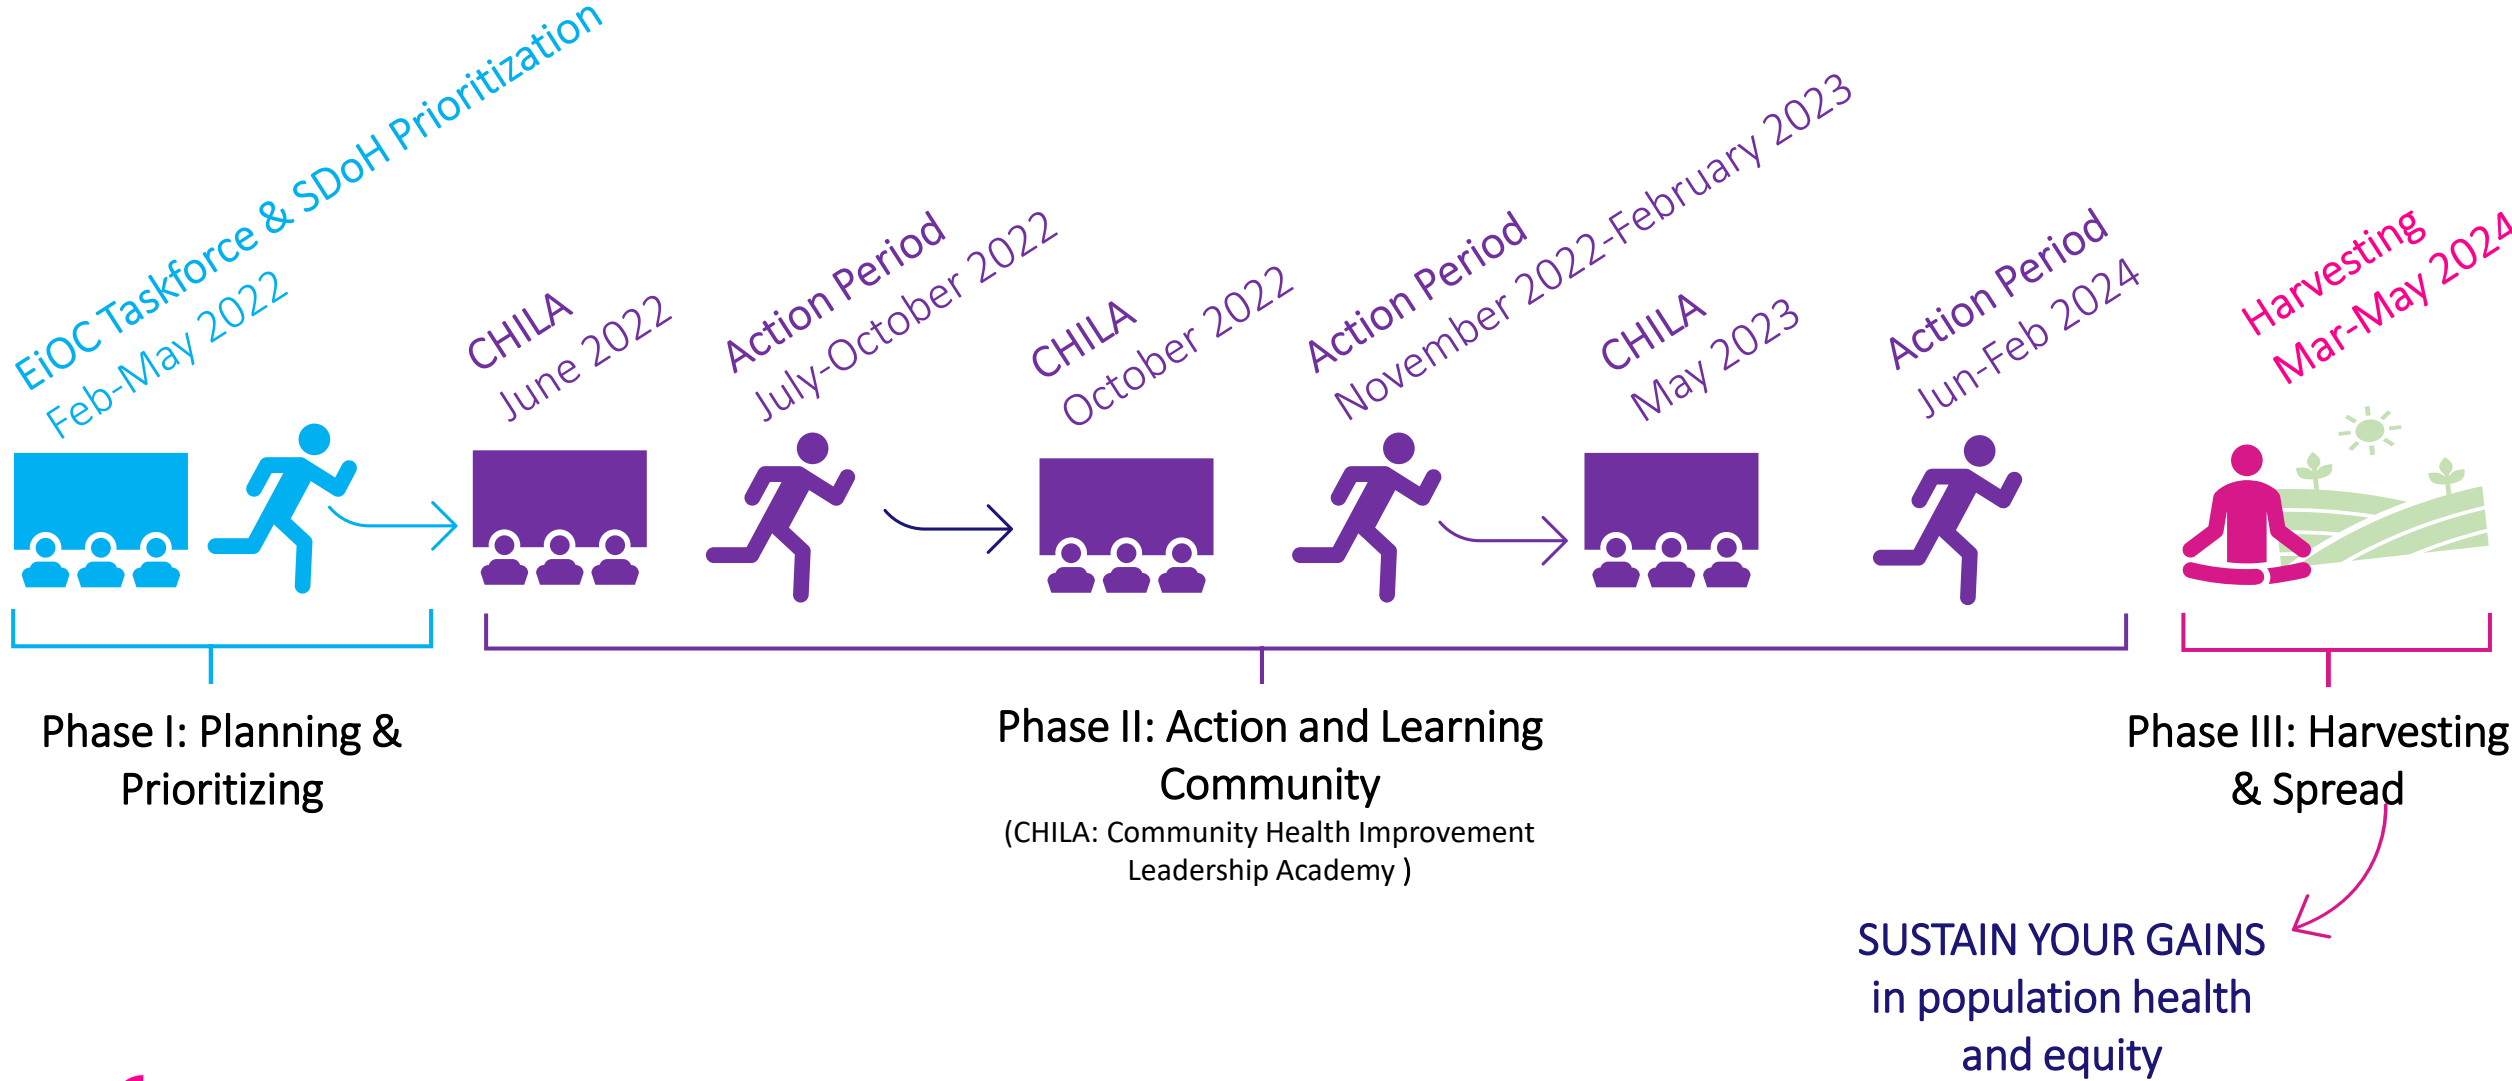 EiOC Taskforce & SDoH Prioritization
Feb-May 2022
CHILA
June 2022
Action Period
July-October 2022
CHILA
October 2022
Action Period
November 2022-February 2023
CHILA
May 2023
Action Period
Jun-Feb 2024
Harvesting
Mar-May 2024
Phase I: Planning &
Prioritizing
Phase II: Action and Learning
Community
(CHILA: Community Health Improvement
Leadership Academy )
Phase III: Harvesting
& Spread
SUSTAIN YOUR GAINS
in population healt
and equity